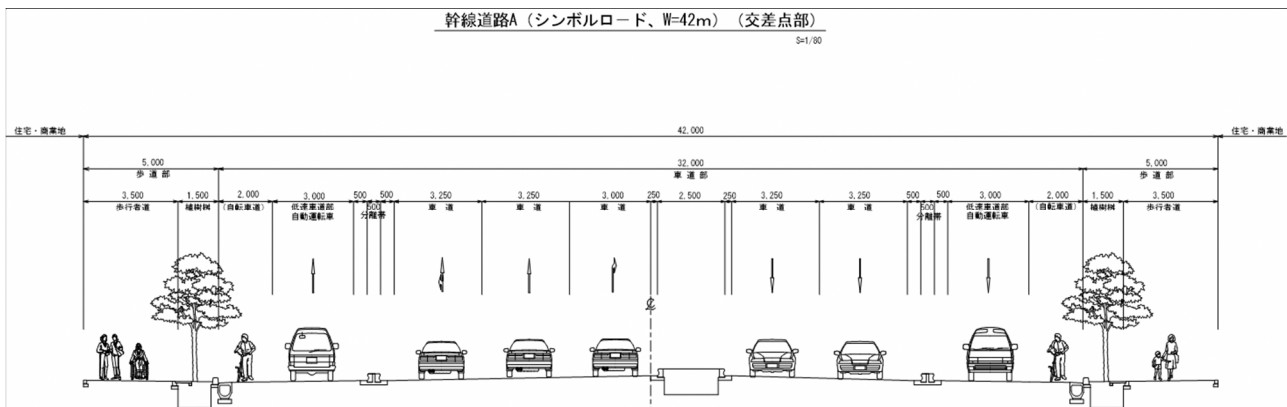 幹線道路A（シンボルロード、W=42m）（交差点部）
S=1/80
住宅・商業地
42,000
住宅・商業地
5,000
32,000
5,000
歩道部
車道部
歩道部
3,500
1,500
2,000
3,000
500
500
500
3,250
3,250
3,000
250
2,500
250
3,250
3,250
500
500
500
3,000
2,000
1,500
3,500
歩行者道
植樹桝
(自転車道)
低速車道部
自動運転車
分離帯
車道
車道
車道
車道
車道
分離帯
低速車道部
自動運転車
(自転車道)
植樹桝
歩行者道